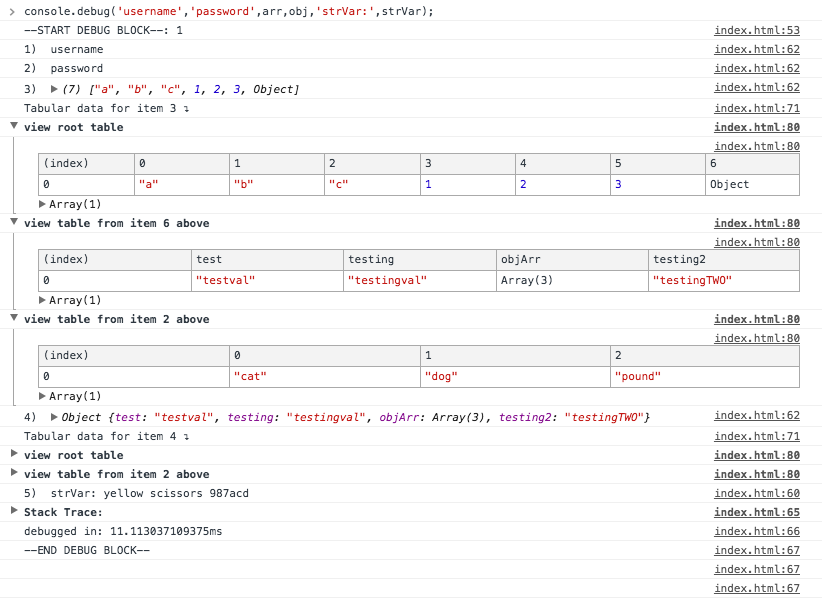 console.debug('username','password',arr,obj,'strVar:',strVar);
--START DEBUG BLOCK--: 1 index.html:53
1) username index.html:62
2) password index.html:62
3) ▶(7) ["a", "b", "c", 1, 2, 3, Object] index.html:62
Tabular data for item 3 ⤵ index.html:71
▼ view root table index.html:80
index.html:80
(index) 0 1 2 3 4 5 6
0 "a" "b" "c" 1 2 3 Object
▶Array(1)
▼ view table from item 6 above index.html:80
index.html:80
(index) test testing objArr testing2
0 "testval" "testingval" Array(3) "testingTWO"
▶Array(1)
▼ view table from item 2 above index.html:80
index.html:80
(index) 0 1 2
0 "cat" "dog" "pound"
▶Array(1)
4) ▶Object {test: "testval", testing: "testingval", objArr: Array(3), testing2: "testingTWO"} index.html:62
Tabular data for item 4 ⤵ index.html:71
▶ view root table index.html:80
▶ view table from item 2 above index.html:80
5) strVar: yellow scissors 987acd index.html:60
▶ Stack Trace: index.html:65
debugged in: 11.113037109375ms index.html:66
--END DEBUG BLOCK-- index.html:67
index.html:67
index.html:67